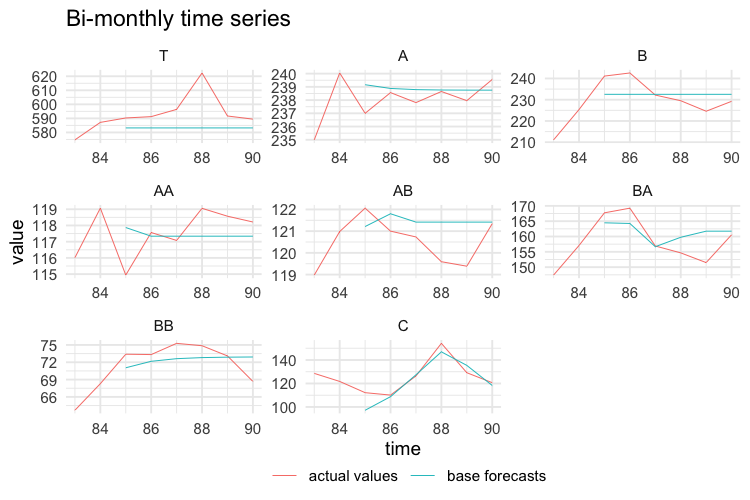 Bi-monthly time series
T A B
620 610 600 590 580
240 239 238 237 236 235
240 230 220 210
84 86 88 90 84 86 88 90 84 86 88 90
AA AB BA
119 118 117 116 115
122 121 120 119
170 165 160 155 150
84 86 88 90 84 86 88 90 84 86 88 90
BB C
75 72 69 66
140 120 100
84 86 88 90 84 86 88 90
value
time
actual values base forecasts